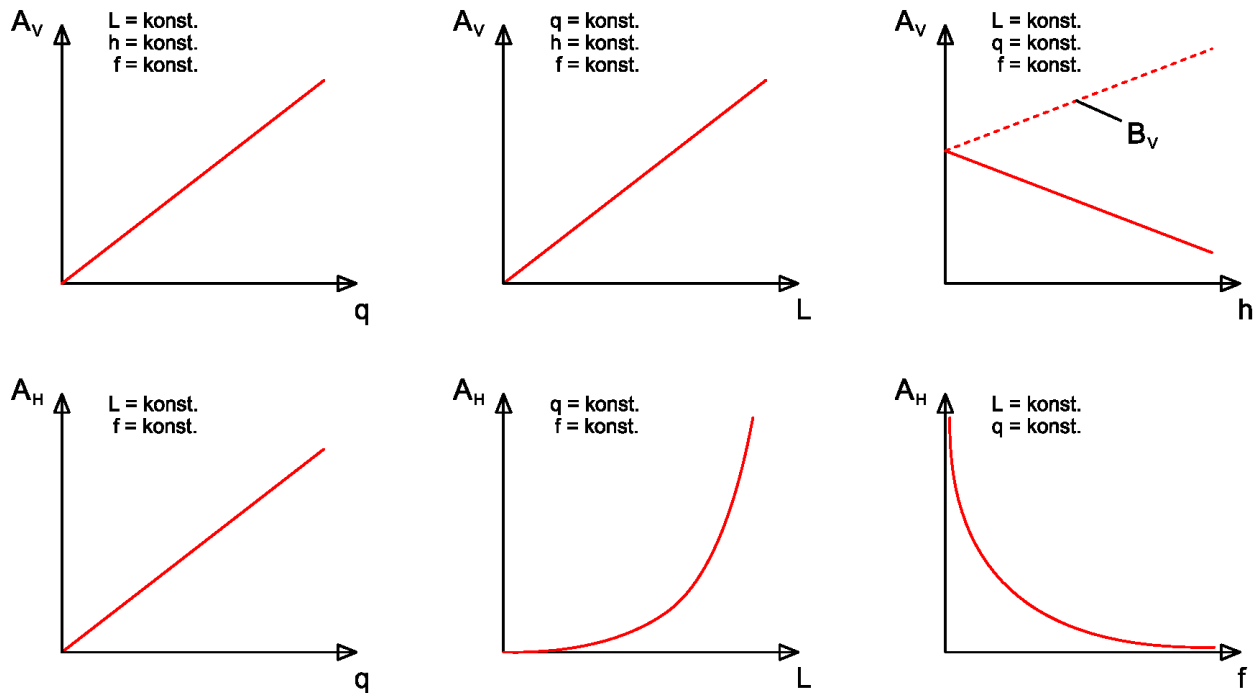 A_V
L = konst.
h = konst.
f = konst.
q
A_V
q = konst.
h = konst.
f = konst.
L
A_V
L = konst.
q = konst.
f = konst.
B_V
h
A_H
L = konst.
f = konst.
q
A_H
q = konst.
f = konst.
L
A_H
L = konst.
q = konst.
f